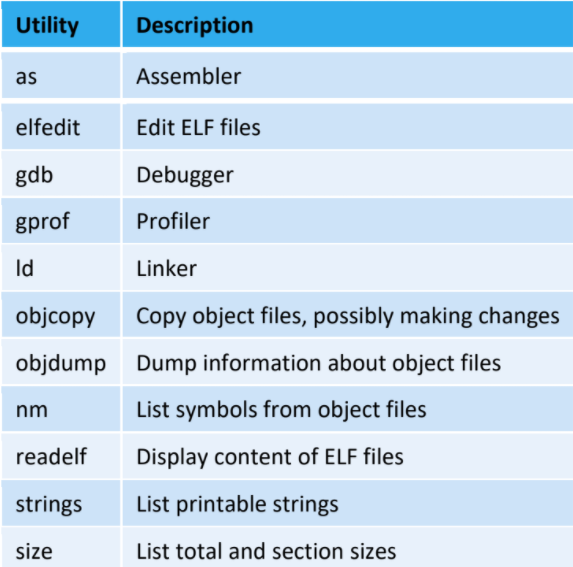 Utility Description
as Assembler
elfedit Edit ELF files
gdb Debugger
gprof Profiler
ld Linker
objcopy Copy object files, possibly making changes
objdump Dump information about object files
nm List symbols from object files
readelf Display content of ELF files
strings List printable strings
size List total and section sizes